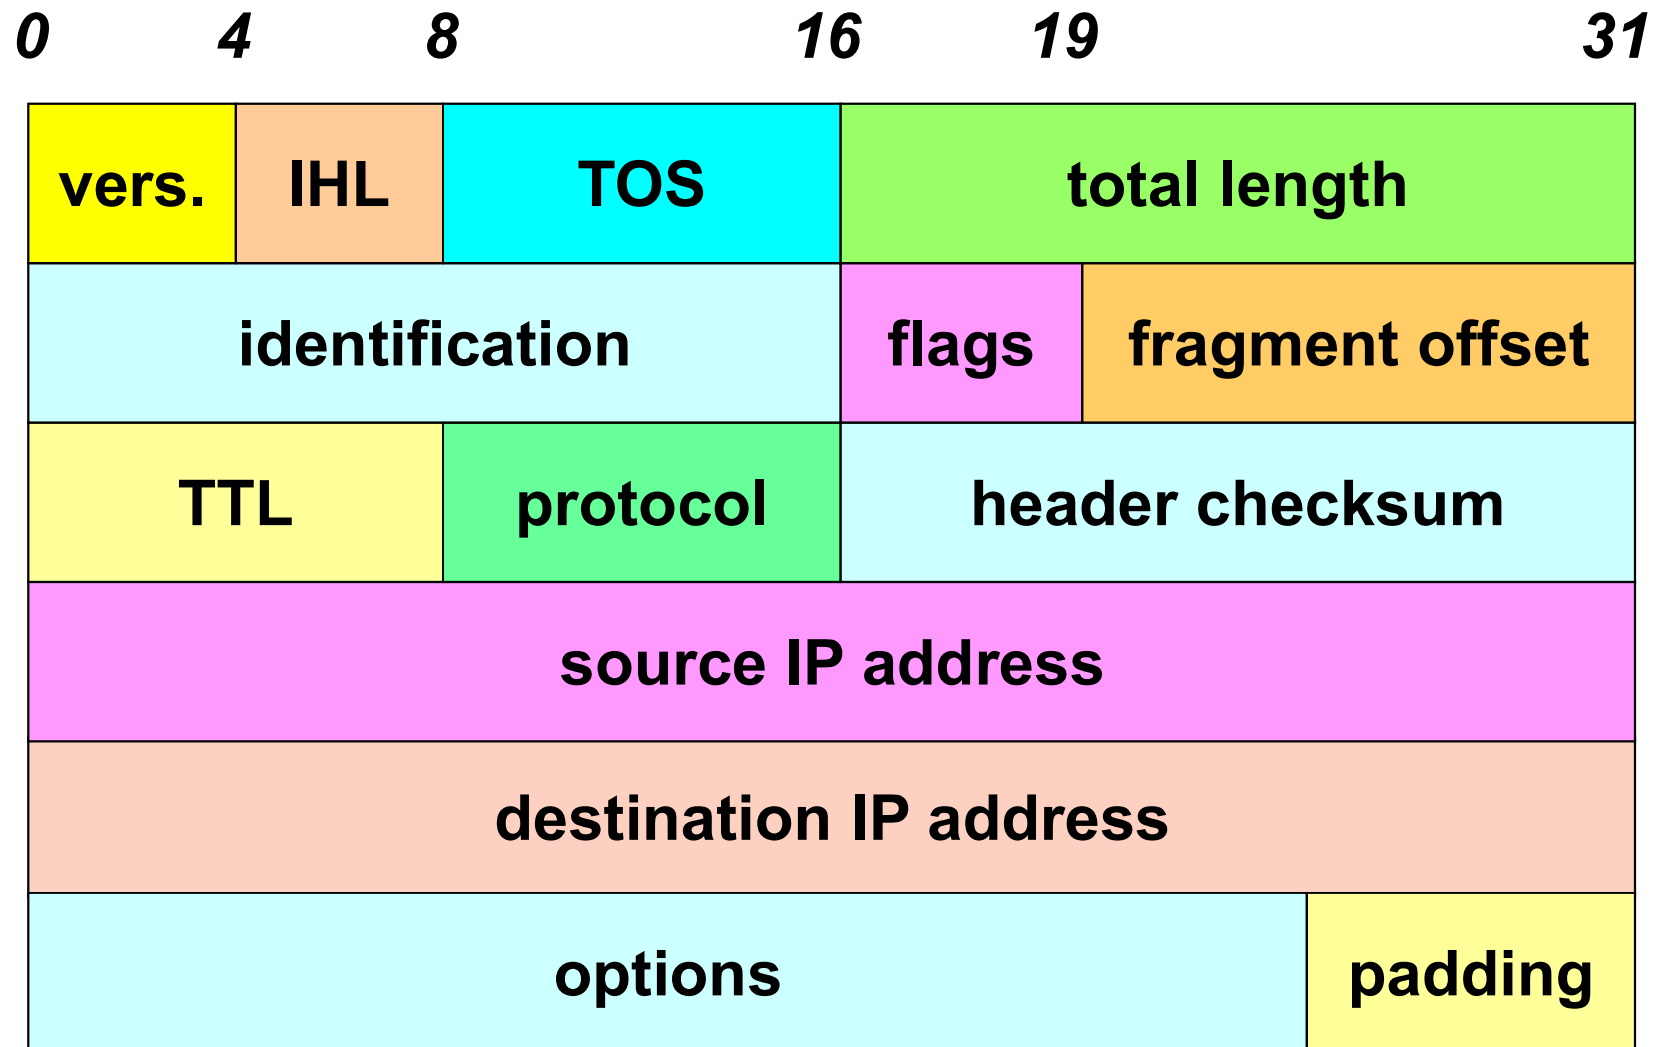 0 4 8 16 19 31
vers. IHL TOS total length
identification flags fragment offset
TTL protocol header checksum
source IP address
destination IP address
options padding